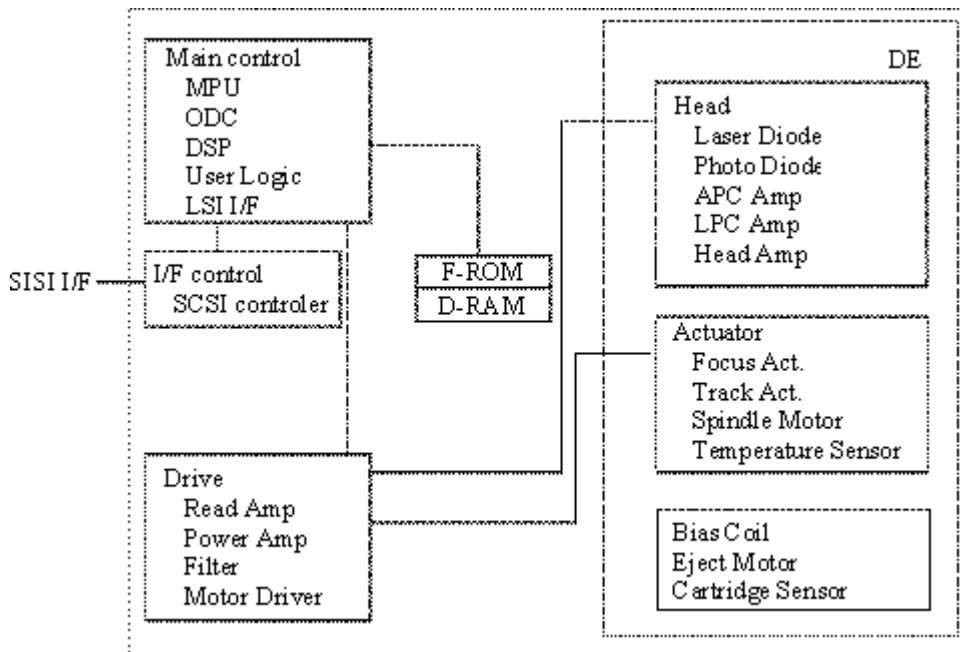 Main control
MPU
ODC
DSP
User Logic
LSI I/F
SISI I/F
I/F control
SCSI controler
F-ROM
D-RAM
Drive
Read Amp
Power Amp
Filter
Motor Driver
DE
Head
Laser Diode
Photo Diode
APC Amp
LPC Amp
Head Amp
Actuator
Focus Act.
Track Act.
Spindle Motor
Temperature Sensor
Bias Coil
Eject Motor
Cartridge Sensor